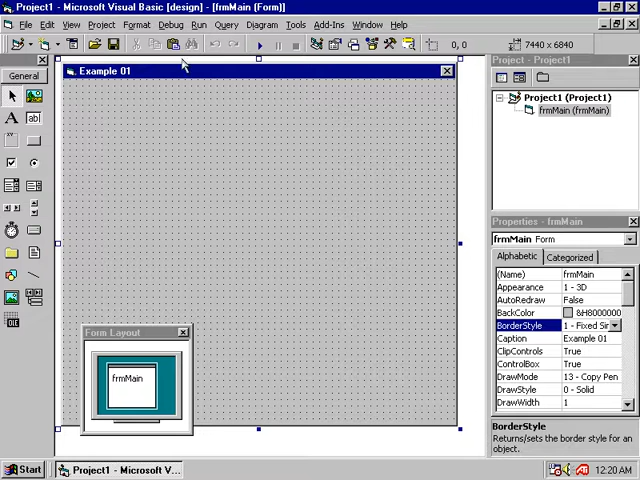 Project1 - Microsoft Visual Basic [design] - [frmMain (Form)]
File Edit View Project Format Debug Run Query Diagram Tools Add-Ins Window Help
0, 0
7440 x 6840
General
A
ab
Example 01
Form Layout
frmMain
Project - Project1
Project1 (Project1)
frmMain (frmMain)
Properties - frmMain
frmMain Form
Alphabetic Categorized
(Name) frmMain
Appearance 1 - 3D
AutoRedraw False
BackColor &H8000000
BorderStyle 1 - Fixed Sin
Caption Example 01
ClipControls True
ControlBox True
DrawMode 13 - Copy Pen
DrawStyle 0 - Solid
DrawWidth 1
BorderStyle
Returns/sets the border style for an
object.
Start
Project1 - Microsoft V...
12:20 AM